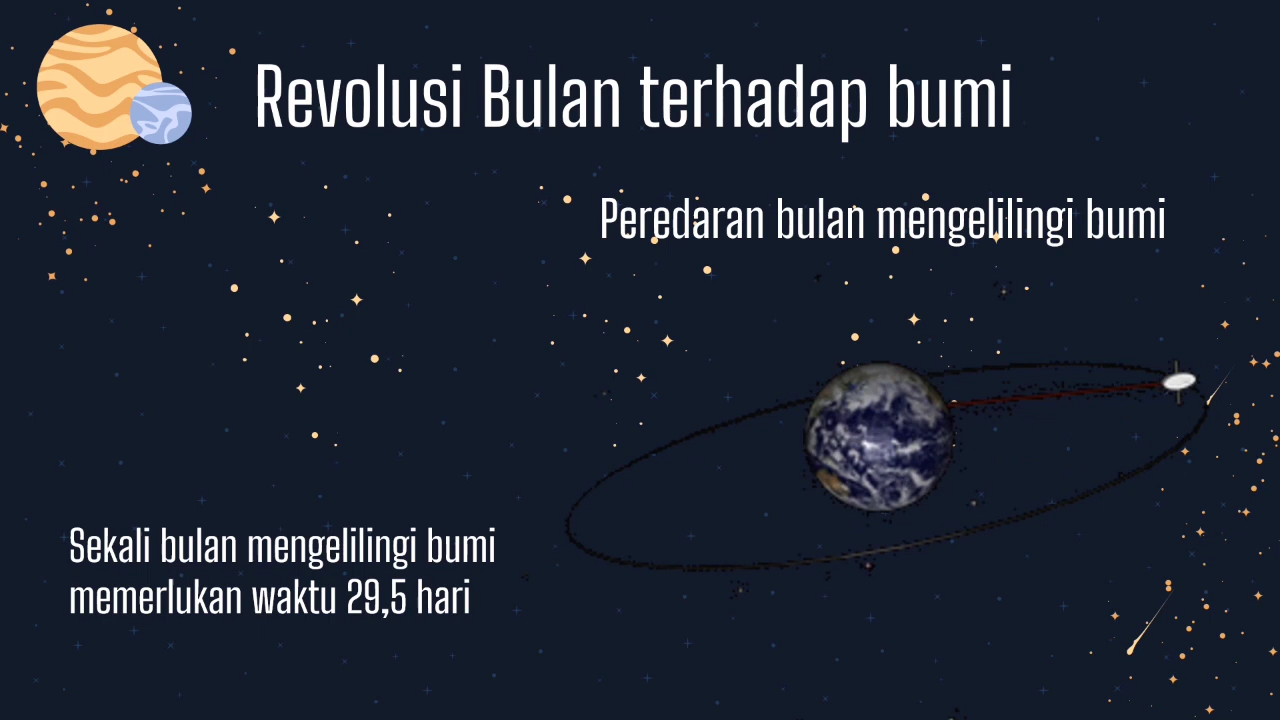 Revolusi Bulan terhadap bumi
Peredaran bulan mengelilingi bumi
Sekali bulan mengelilingi bumi
memerlukan waktu 29,5 hari